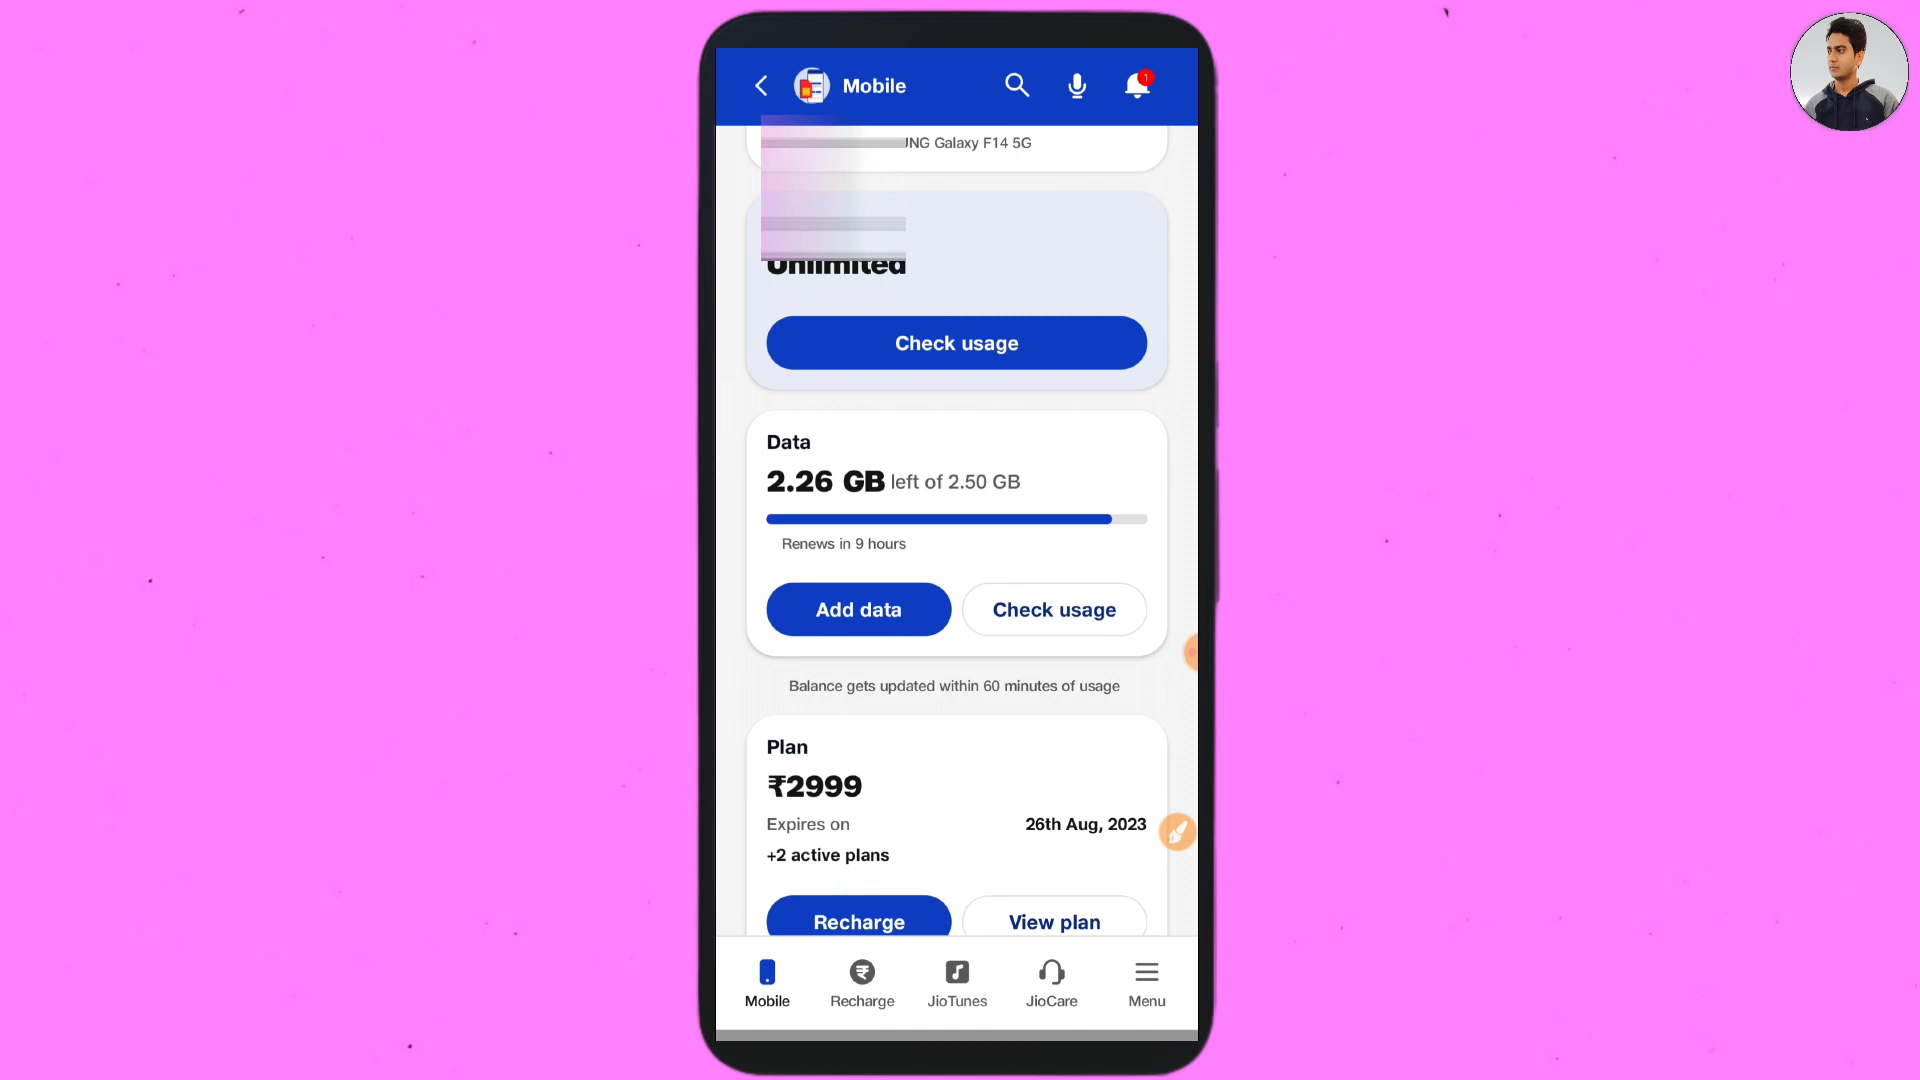 Mobile
1
Galaxy F14 5G
Unlimited
Check usage
Data
2.26 GB left of 2.50 GB
Renews in 9 hours
Add data
Check usage
Balance gets updated within 60 minutes of usage
Plan
₹2999
Expires on
26th Aug, 2023
+2 active plans
Recharge
View plan
Mobile
Recharge
JioTunes
JioCare
Menu